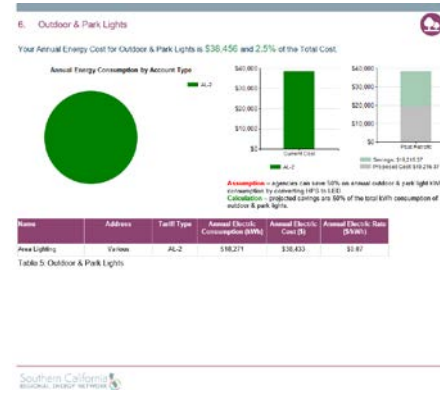 6. Outdoor & Park Lights
Your Annual Energy Cost for Outdoor & Park Lights is $38,456 and 2.5% of the Total Cost.
Annual Energy Consumption by Account Type
AL-2
$40,000
$30,000
$20,000
$10,000
$0
Current Cost
AL-2
$40,000
$30,000
$20,000
$10,000
$0
Post Retrofit
Assumption – agencies can save 50% on annual outdoor & park light kWh
consumption by converting HPS to LED.
Calculation – projected savings are 50% of the total kWh consumption of
outdoor & park lights.
Name Address Tariff Type Annual Electric Consumption (kWh) Annual Electric Cost ($) Annual Electric Rate ($/kWh)
Area Lighting Various AL-2 518,271 $38,433 $0.07
Table 5: Outdoor & Park Lights
Southern California
REGIONAL ENERGY NETWORK